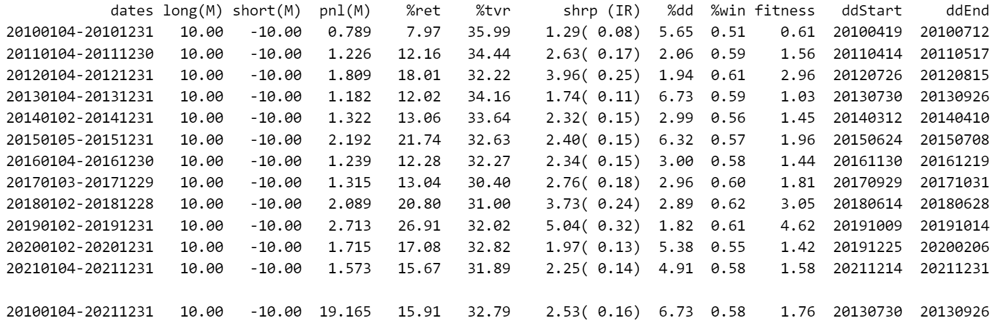 dates long(M) short(M) pnl(M) %ret %tvr shrp (IR) %dd %win fitness ddStart ddEnd
20100104-20101231 10.00 -10.00 0.789 7.97 35.99 1.29( 0.08) 5.65 0.51 0.61 20100419 20100712
20110104-20111230 10.00 -10.00 1.226 12.16 34.44 2.63( 0.17) 2.06 0.59 1.56 20110414 20110517
20120104-20121231 10.00 -10.00 1.809 18.01 32.22 3.96( 0.25) 1.94 0.61 2.96 20120726 20120815
20130104-20131231 10.00 -10.00 1.182 12.02 34.16 1.74( 0.11) 6.73 0.59 1.03 20130730 20130926
20140102-20141231 10.00 -10.00 1.322 13.06 33.64 2.32( 0.15) 2.99 0.56 1.45 20140312 20140410
20150105-20151231 10.00 -10.00 2.192 21.74 32.63 2.40( 0.15) 6.32 0.57 1.96 20150624 20150708
20160104-20161230 10.00 -10.00 1.239 12.28 32.27 2.34( 0.15) 3.00 0.58 1.44 20161130 20161219
20170103-20171229 10.00 -10.00 1.315 13.04 30.40 2.76( 0.18) 2.96 0.60 1.81 20170929 20171031
20180102-20181228 10.00 -10.00 2.089 20.80 31.00 3.73( 0.24) 2.89 0.62 3.05 20180614 20180628
20190102-20191231 10.00 -10.00 2.713 26.91 32.02 5.04( 0.32) 1.82 0.61 4.62 20191009 20191014
20200102-20201231 10.00 -10.00 1.715 17.08 32.82 1.97( 0.13) 5.38 0.55 1.42 20191225 20200206
20210104-20211231 10.00 -10.00 1.573 15.67 31.89 2.25( 0.14) 4.91 0.58 1.58 20211214 20211231
20100104-20211231 10.00 -10.00 19.165 15.91 32.79 2.53( 0.16) 6.73 0.58 1.76 20130730 20130926